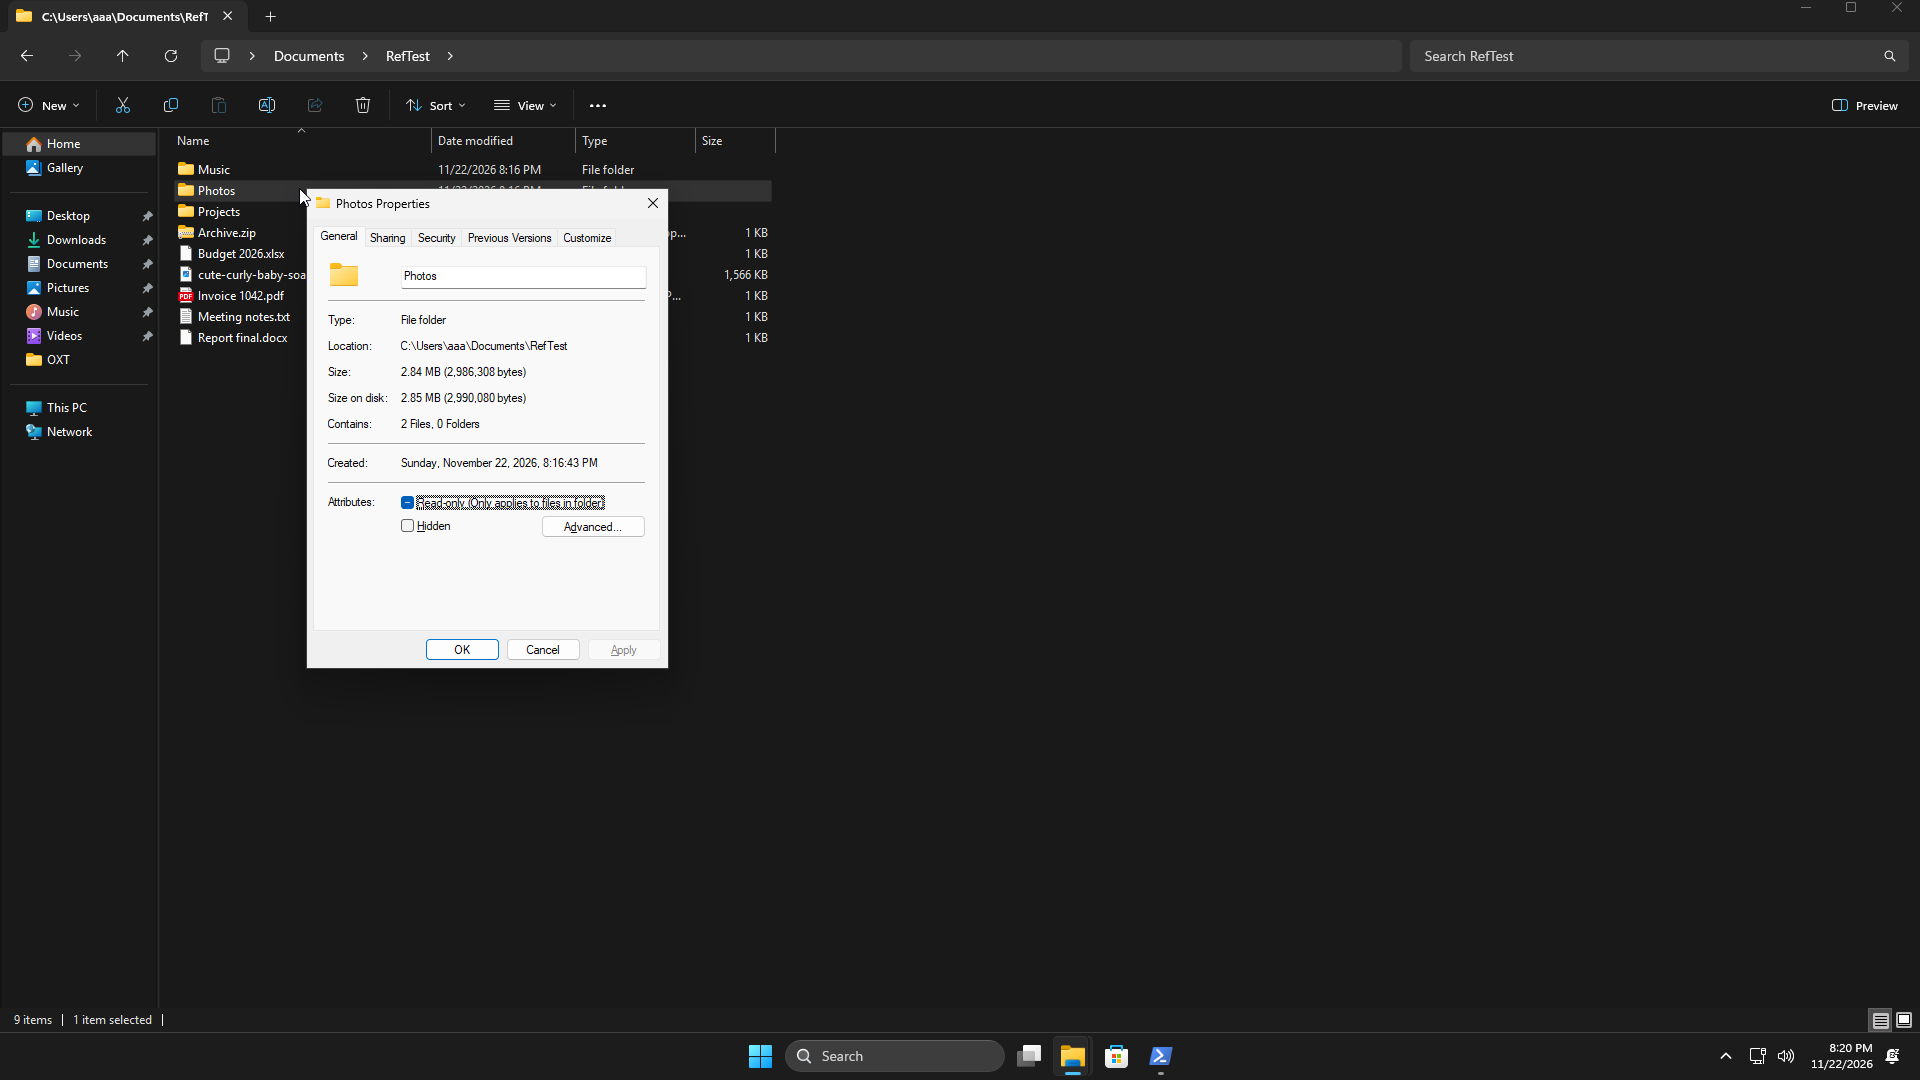 C:\Users\aaa\Documents\RefT
Documents
RefTest
Search RefTest
New
Sort
View
Preview
Home
Gallery
Desktop
Downloads
Documents
Pictures
Music
Videos
OXT
This PC
Network
Name Date modified Type Size
Music 11/22/2026 8:16 PM File folder
Photos
Projects
Archive.zip 1 KB
Budget 2026.xlsx 1 KB
cute-curly-baby-soa 1,566 KB
Invoice 1042.pdf 1 KB
PDF
Meeting notes.txt 1 KB
Report final.docx 1 KB
Photos Properties
General Sharing Security Previous Versions Customize
Photos
Type: File folder
Location: C:\Users\aaa\Documents\RefTest
Size: 2.84 MB (2,986,308 bytes)
Size on disk: 2.85 MB (2,990,080 bytes)
Contains: 2 Files, 0 Folders
Created: Sunday, November 22, 2026, 8:16:43 PM
Attributes: Read-only (Only applies to files in folder)
Hidden Advanced...
OK Cancel Apply
9 items 1 item selected
Search
8:20 PM
11/22/2026